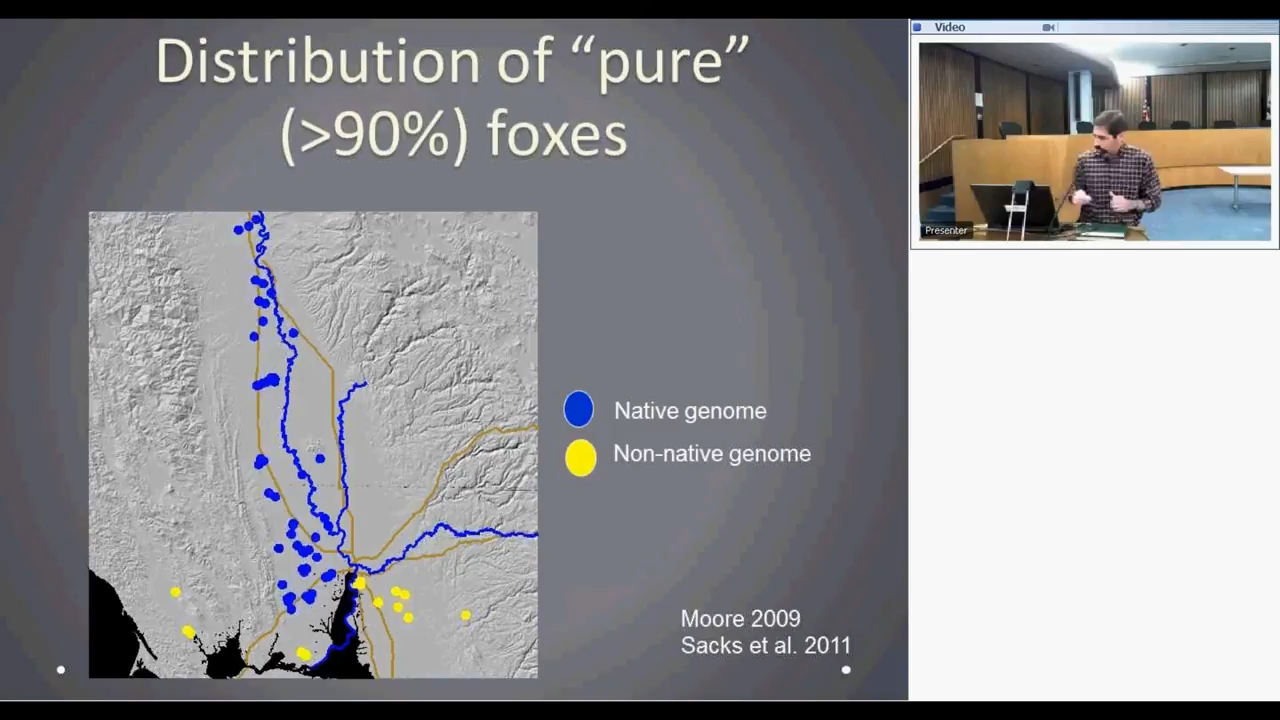 Distribution of “pure”
(>90%) foxes
Native genome
Non-native genome
Moore 2009
Sacks et al. 2011
Video
Presenter